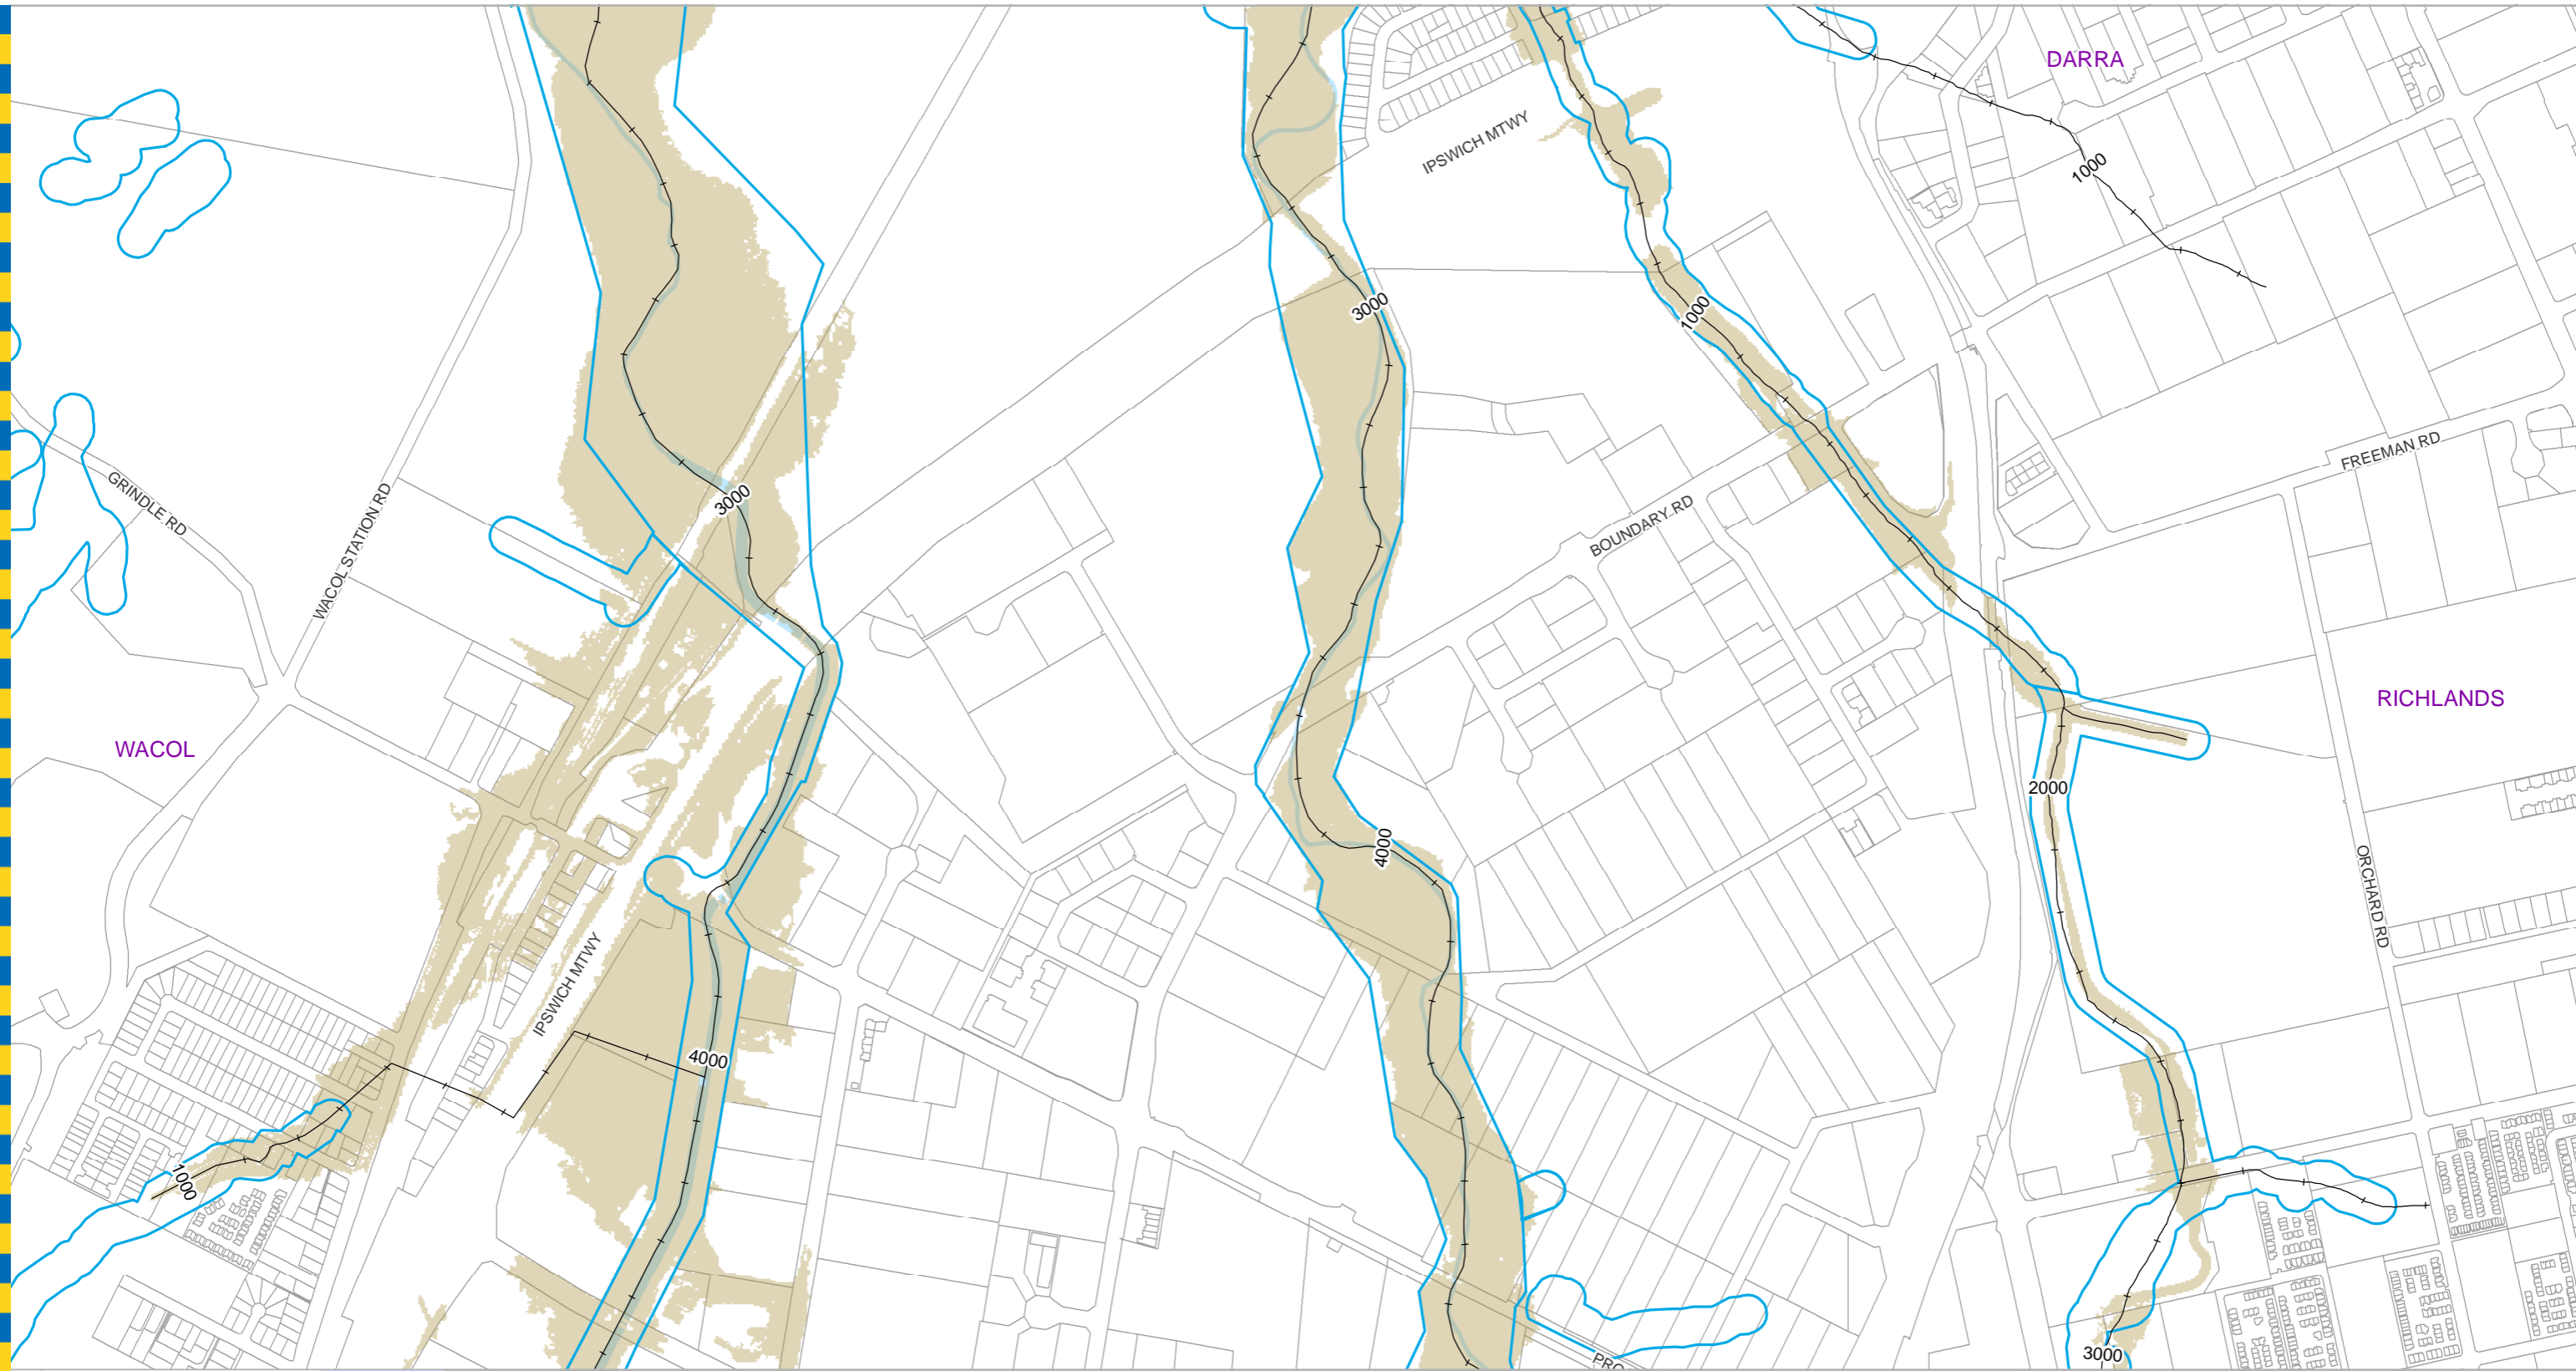 DARRA
IPSWICH MTWY
1000
3000
1000
FREEMAN RD
GRINDLE RD
WACOL STATION RD
3000
BOUNDARY RD
RICHLANDS
WACOL
2000
4000
ORCHARD RD
IPSWICH MTWY
4000
1000
3000
PRO